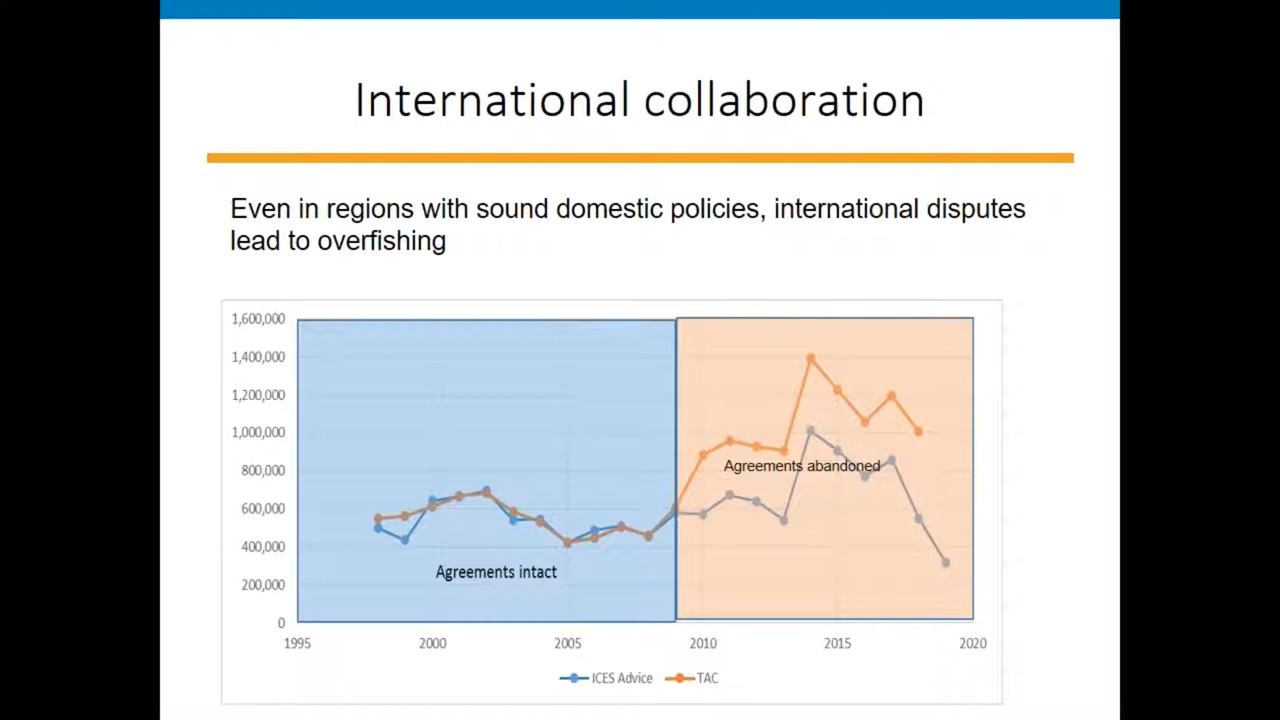 International collaboration
Even in regions with sound domestic policies, international disputes
lead to overfishing
1,600,000
1,400,000
1,200,000
1,000,000
800,000
600,000
400,000
200,000
0
Agreements intact
Agreements abandoned
1995 2000 2005 2010 2015 2020
ICES Advice TAC